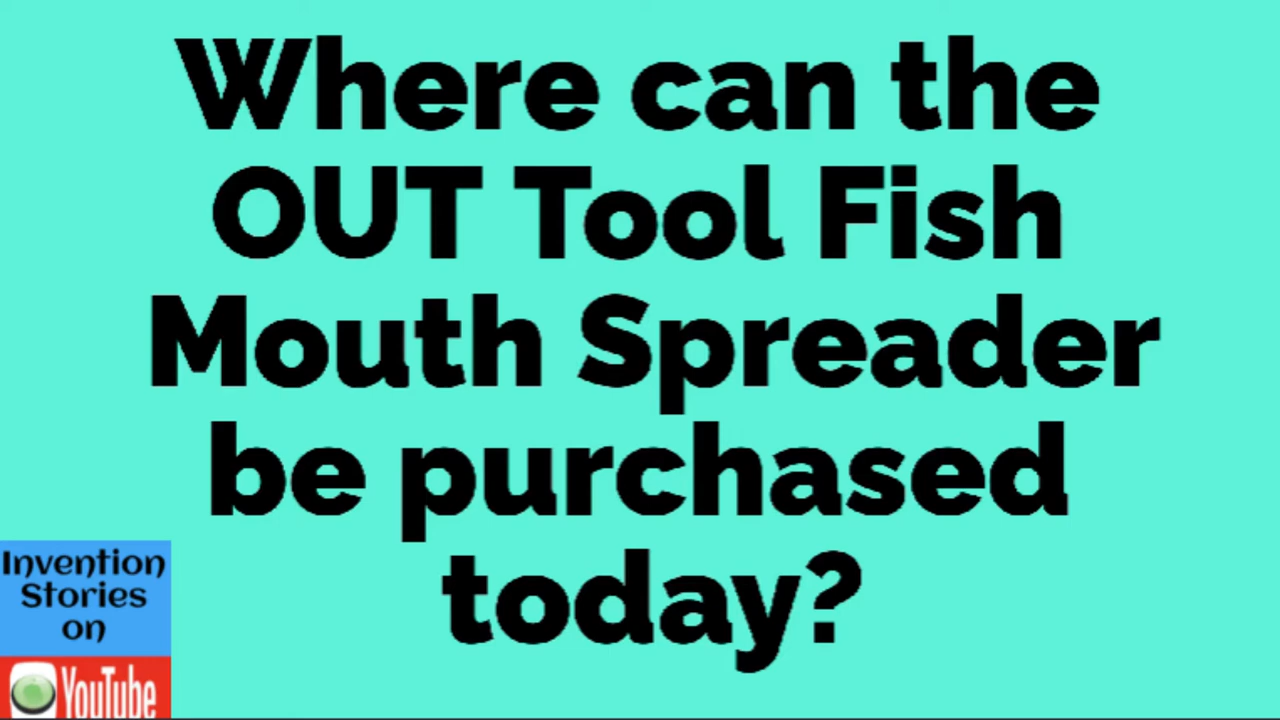 Where can the
OUT Tool Fish
Mouth Spreader
be purchased
today?
Invention
Stories
on
YouTube